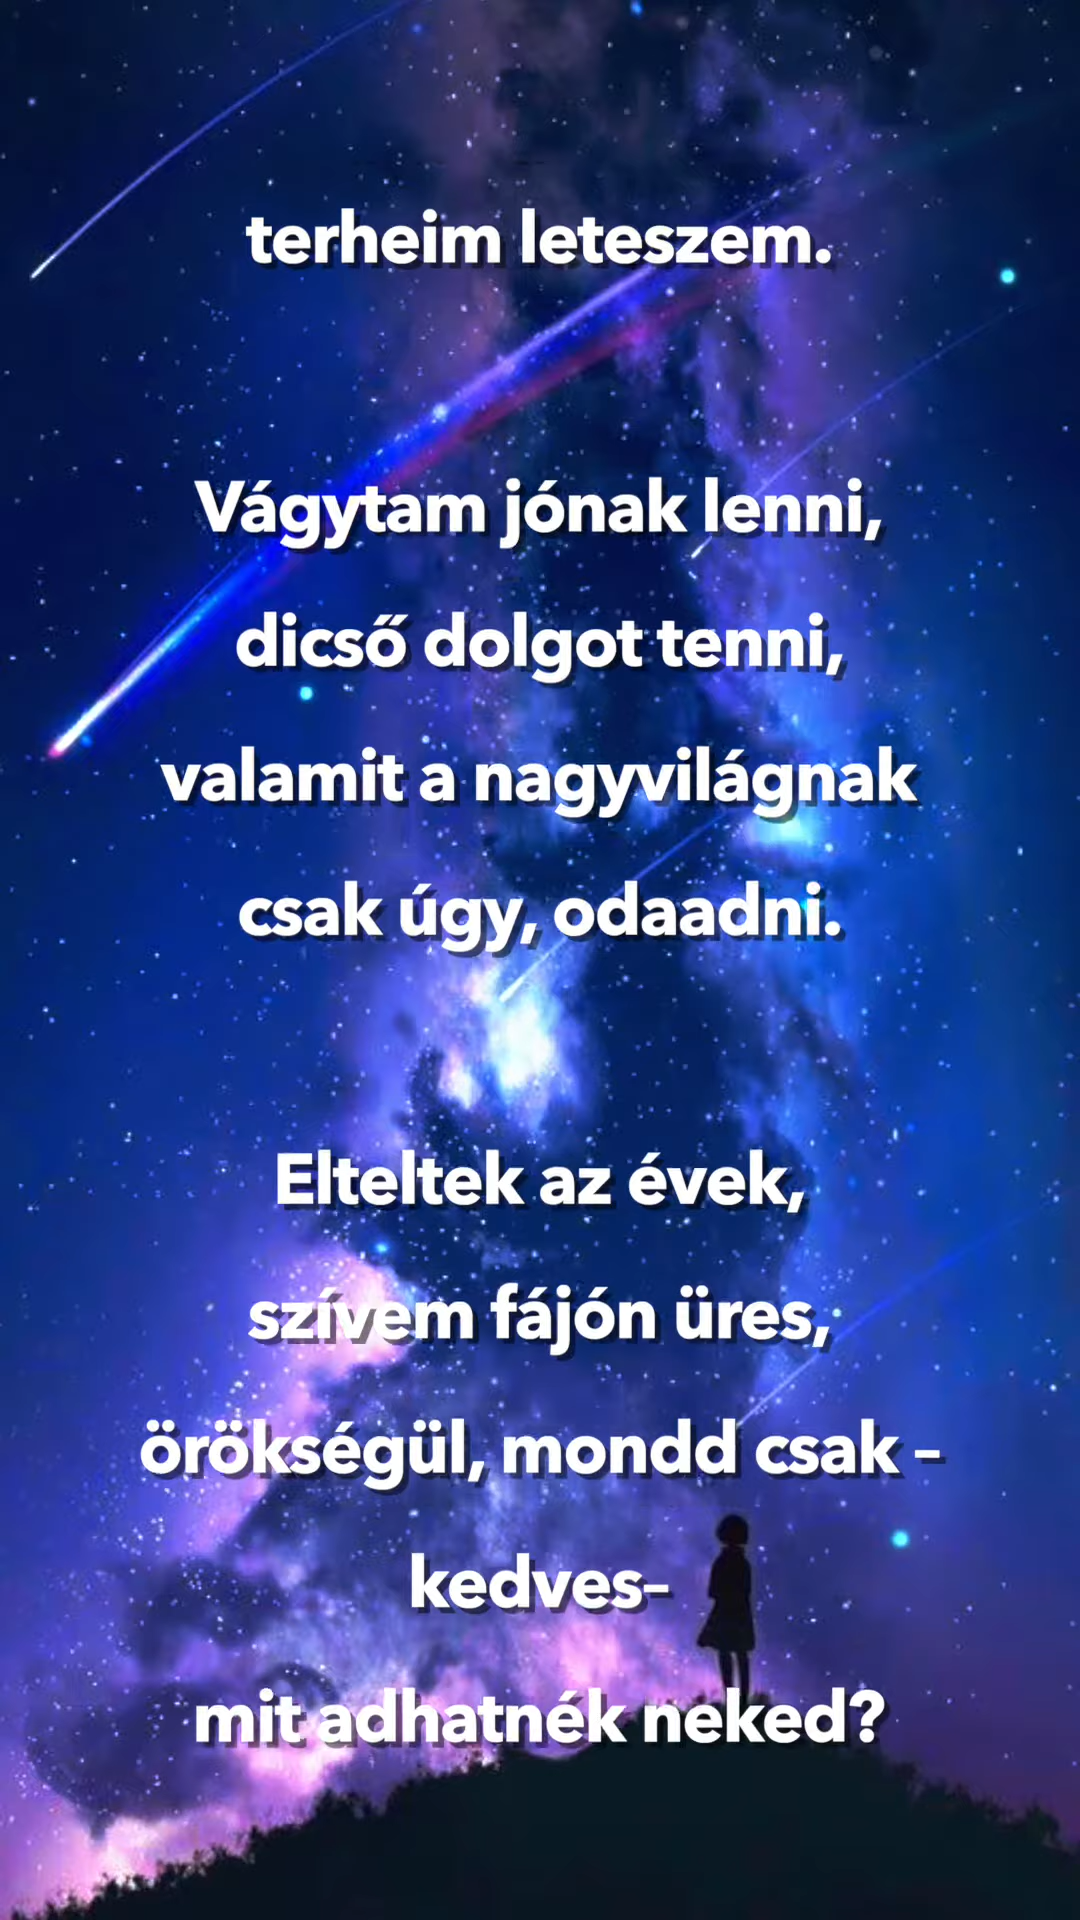 terheim leteszem.
Vágytam jónak lenni,
dicső dolgot tenni,
valamit a nagyvilágnak
csak úgy, odaadni.
Elteltek az évek,
szívem fájón üres,
örökségül, mondd csak –
kedves–
mit adhatnék neked?